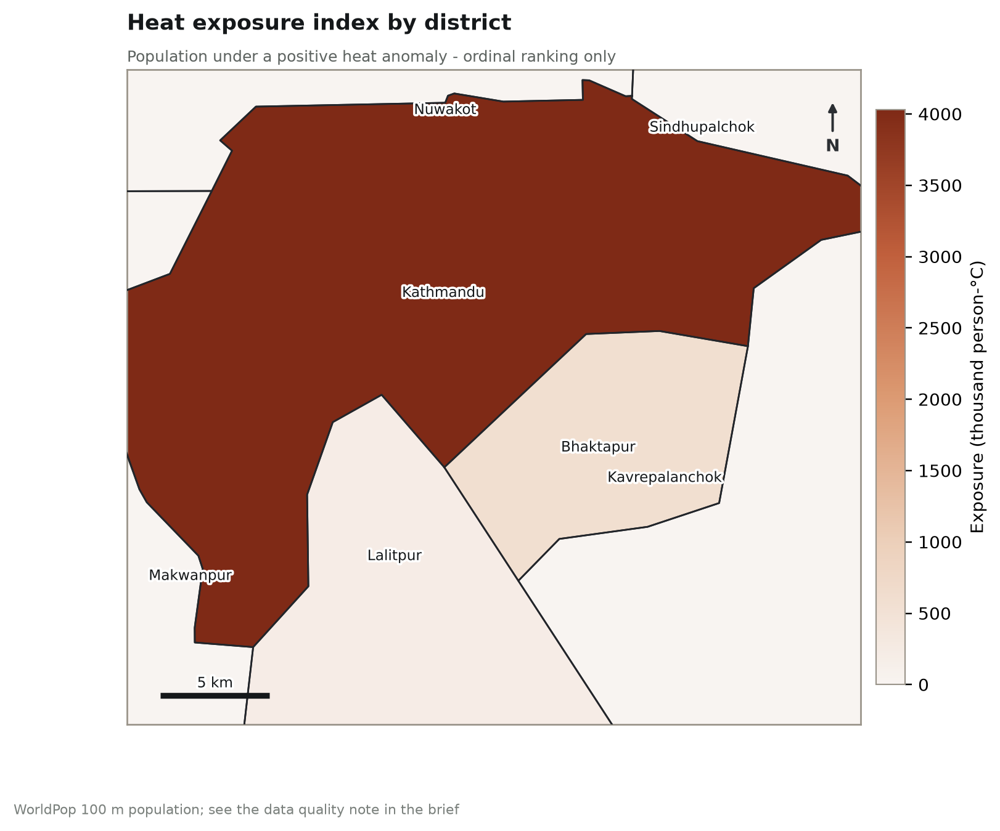 Heat exposure index by district
Population under a positive heat anomaly - ordinal ranking only
Nuwakot
Sindhupalchok
N
Kathmandu
Bhaktapur
Kavrepalanchok
Lalitpur
Makwanpur
5 km
4000
3500
3000
2500
2000
1500
1000
500
0
Exposure (thousand person-°C)
WorldPop 100 m population; see the data quality note in the brief